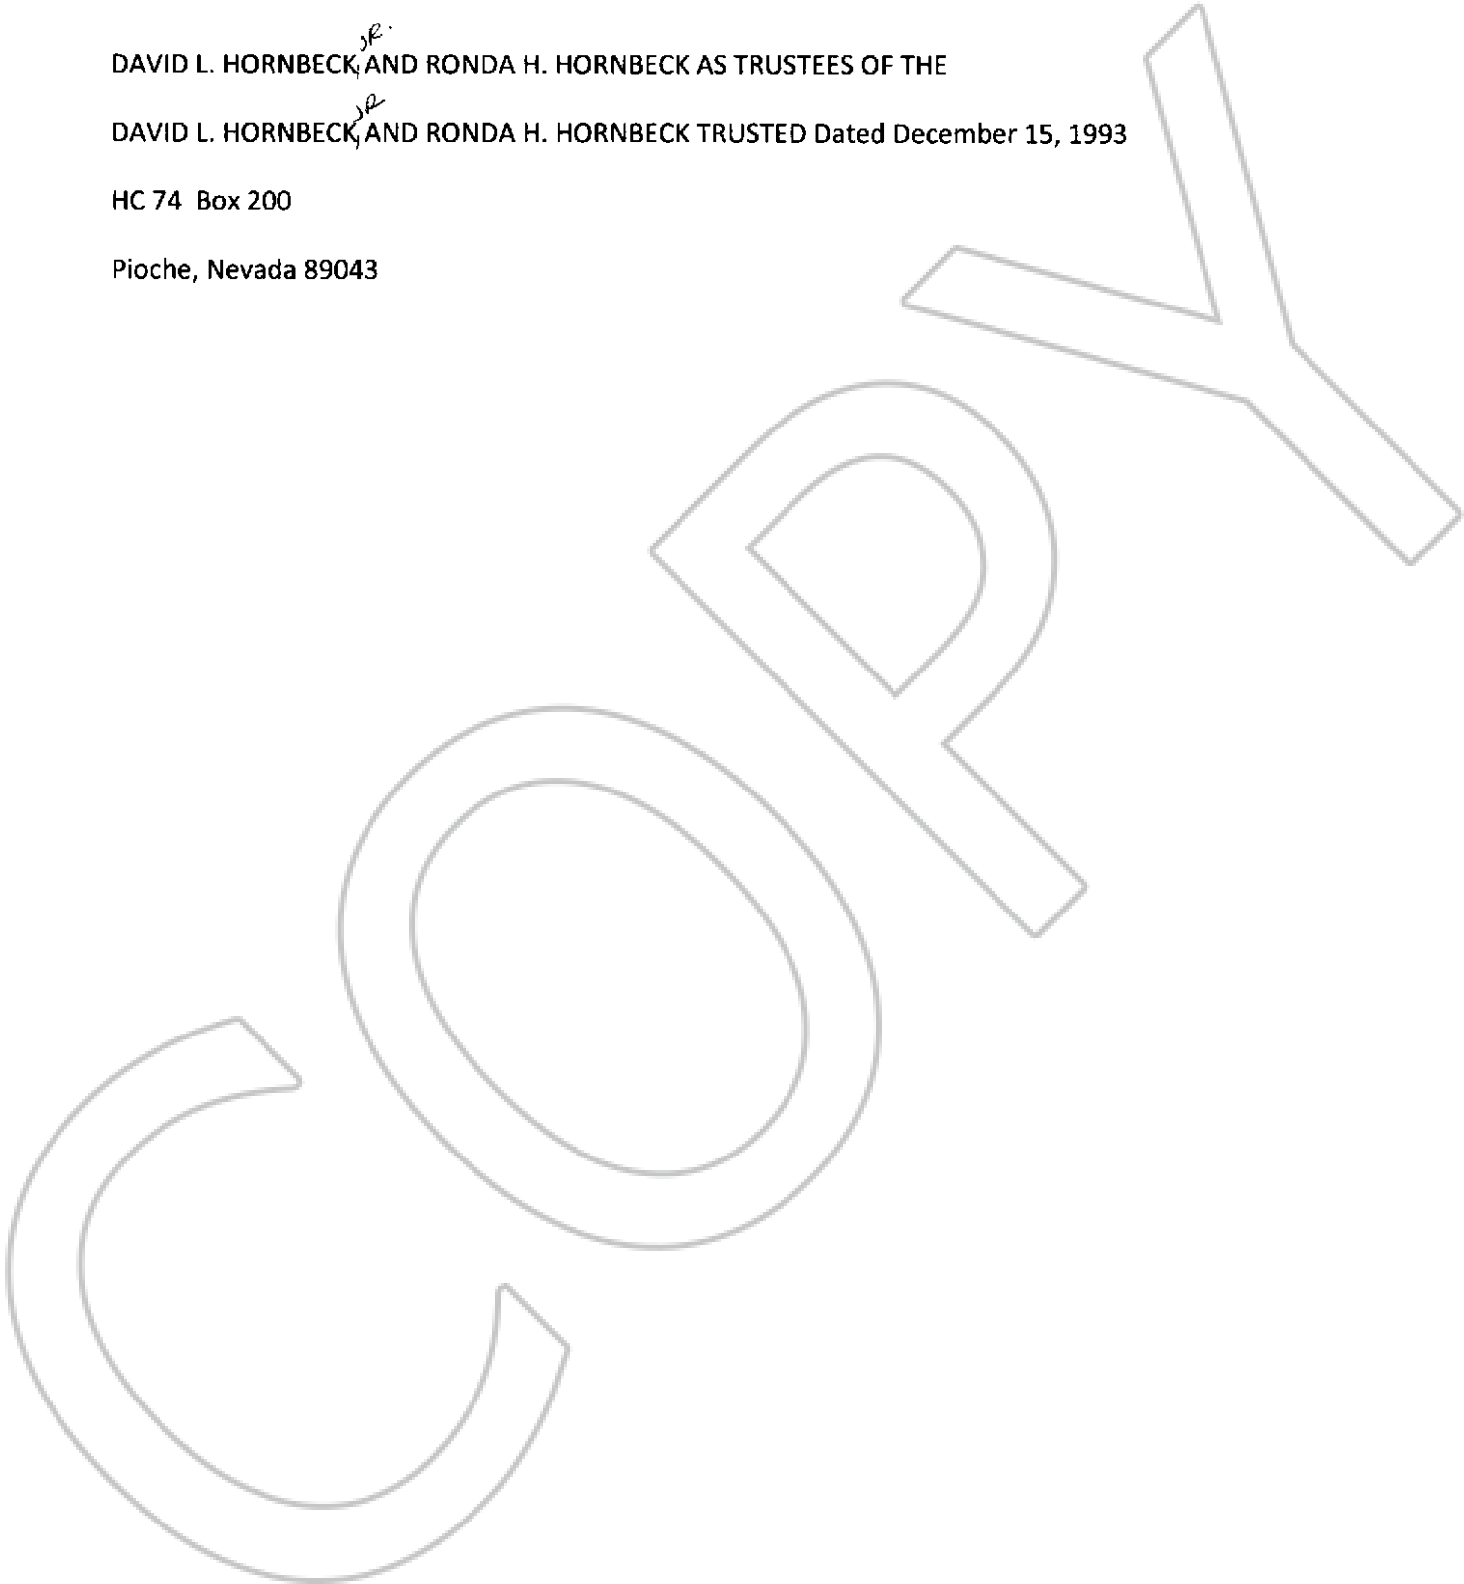 DAVID L. HORNBECK, JR. AND RONDA H. HORNBECK AS TRUSTEES OF THE
DAVID L. HORNBECK, JR AND RONDA H. HORNBECK TRUSTED Dated December 15, 1993
HC 74 Box 200
Pioche, Nevada 89043
COPY